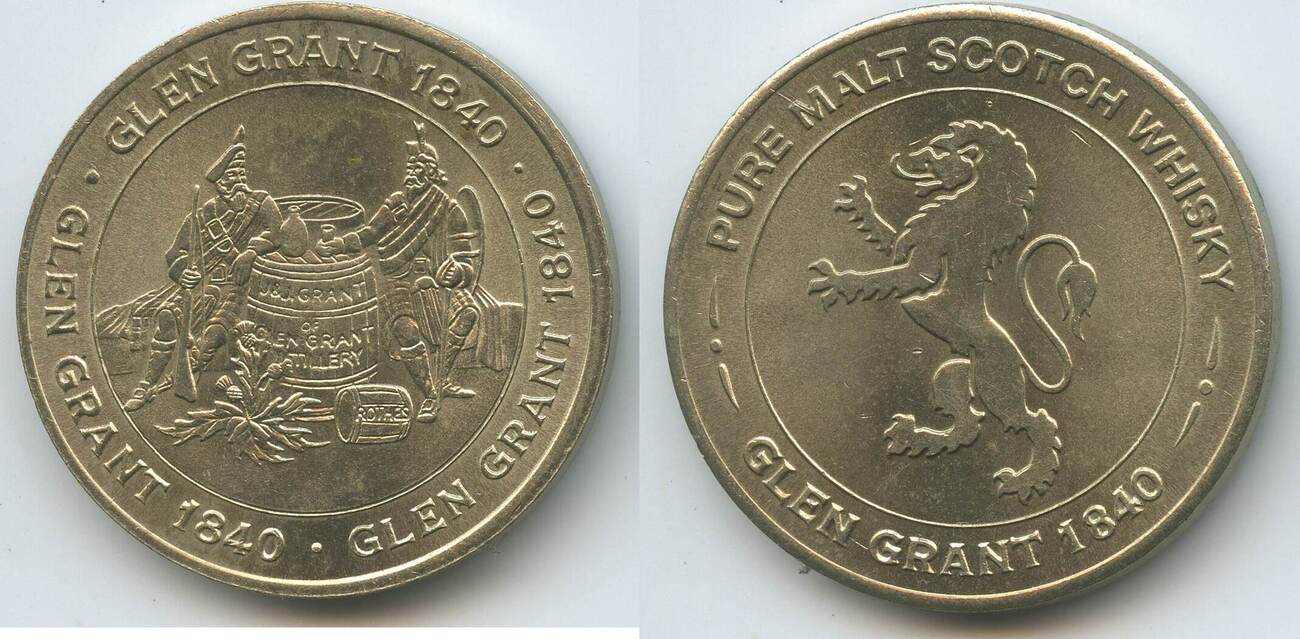 GLEN GRANT 1840 · GLEN GRANT 1840 · GLEN GRANT 1840 ·
J&J.GRANT
OF
GLEN GRANT
DISTILLERY
ROTHES
PURE MALT SCOTCH WHISKY
GLEN GRANT 1840